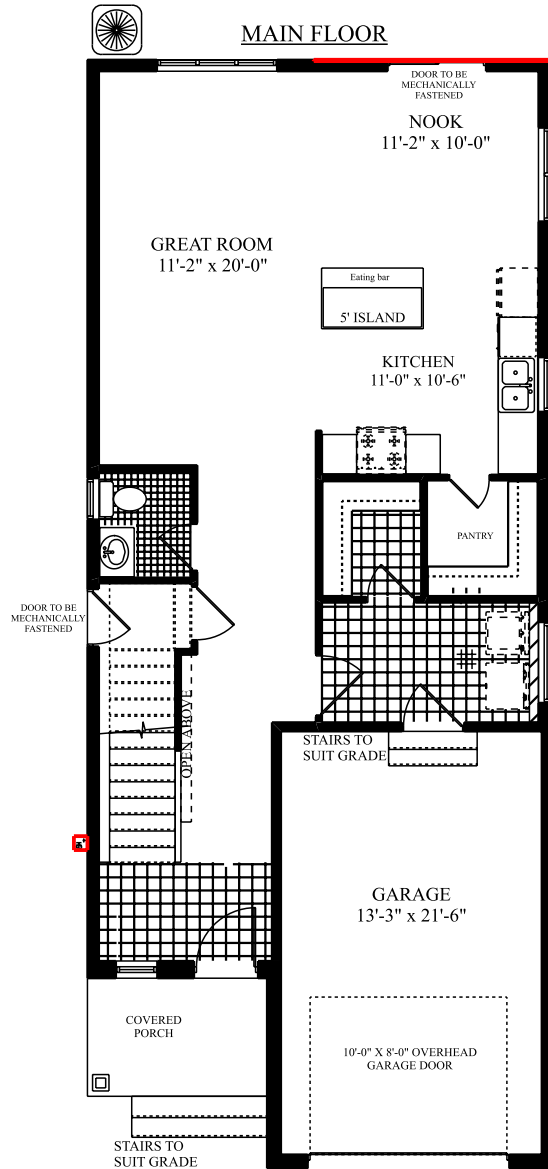 MAIN FLOOR
DOOR TO BE
MECHANICALLY
FASTENED
NOOK
11'-2" x 10'-0"
GREAT ROOM
11'-2" x 20'-0"
Eating bar
5' ISLAND
KITCHEN
11'-0" x 10'-6"
PANTRY
DOOR TO BE
MECHANICALLY
FASTENED
OPEN ABOVE
STAIRS TO
SUIT GRADE
GARAGE
13'-3" x 21'-6"
COVERED
PORCH
10'-0" X 8'-0" OVERHEAD
GARAGE DOOR
STAIRS TO
SUIT GRADE